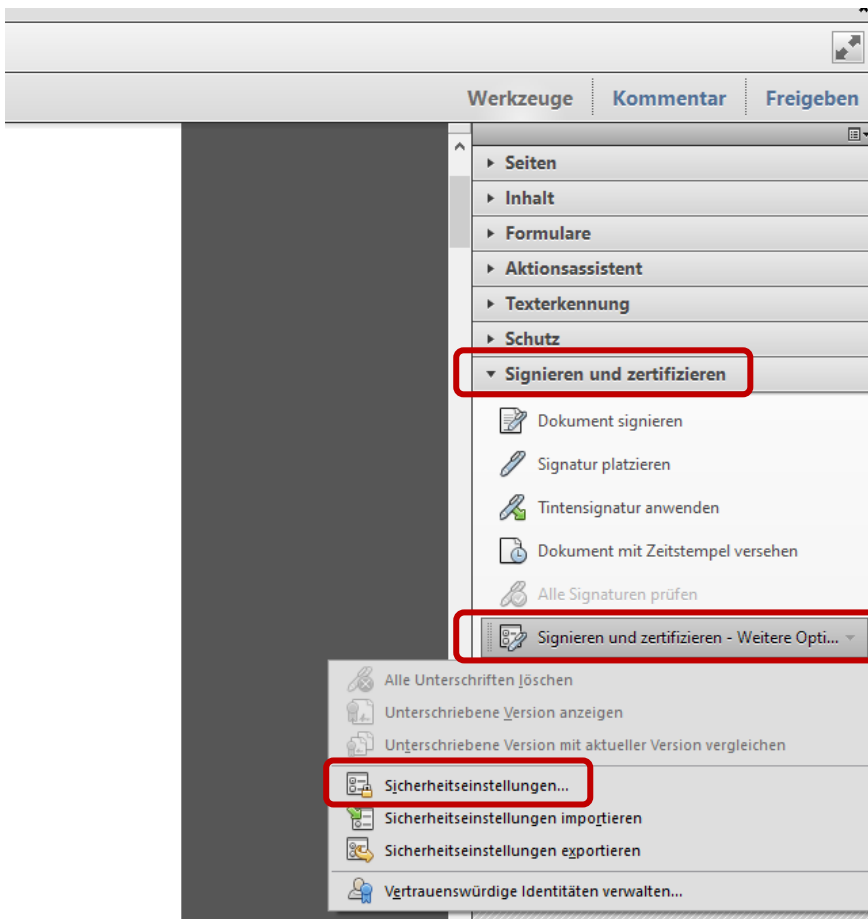 Werkzeuge Kommentar Freigeben
Seiten
Inhalt
Formulare
Aktionsassistent
Texterkennung
Schutz
Signieren und zertifizieren
Dokument signieren
Signatur platzieren
Tintensignatur anwenden
Dokument mit Zeitstempel versehen
Alle Signaturen prüfen
Signieren und zertifizieren - Weitere Opti...
Alle Unterschriften löschen
Unterschriebene Version anzeigen
Unterschriebene Version mit aktueller Version vergleichen
Sicherheitseinstellungen...
Sicherheitseinstellungen importieren
Sicherheitseinstellungen exportieren
Vertrauenswürdige Identitäten verwalten...